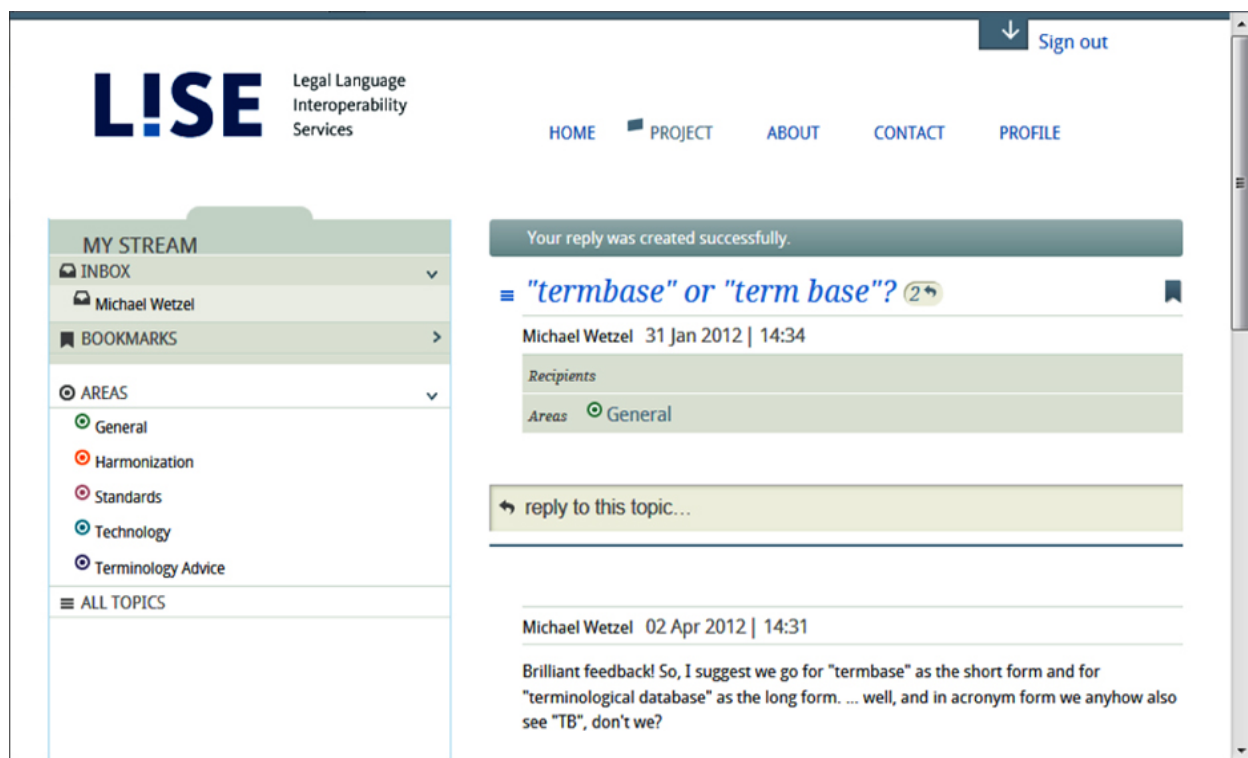 Sign out
L!SE
Legal Language
Interoperability
Services
HOME PROJECT ABOUT CONTACT PROFILE
MY STREAM
INBOX
Michael Wetzel
BOOKMARKS
AREAS
General
Harmonization
Standards
Technology
Terminology Advice
ALL TOPICS
Your reply was created successfully.
"termbase" or "term base"? 2
Michael Wetzel 31 Jan 2012 | 14:34
Recipients
Areas General
reply to this topic...
Michael Wetzel 02 Apr 2012 | 14:31
Brilliant feedback! So, I suggest we go for "termbase" as the short form and for
"terminological database" as the long form. ... well, and in acronym form we anyhow also
see "TB", don't we?